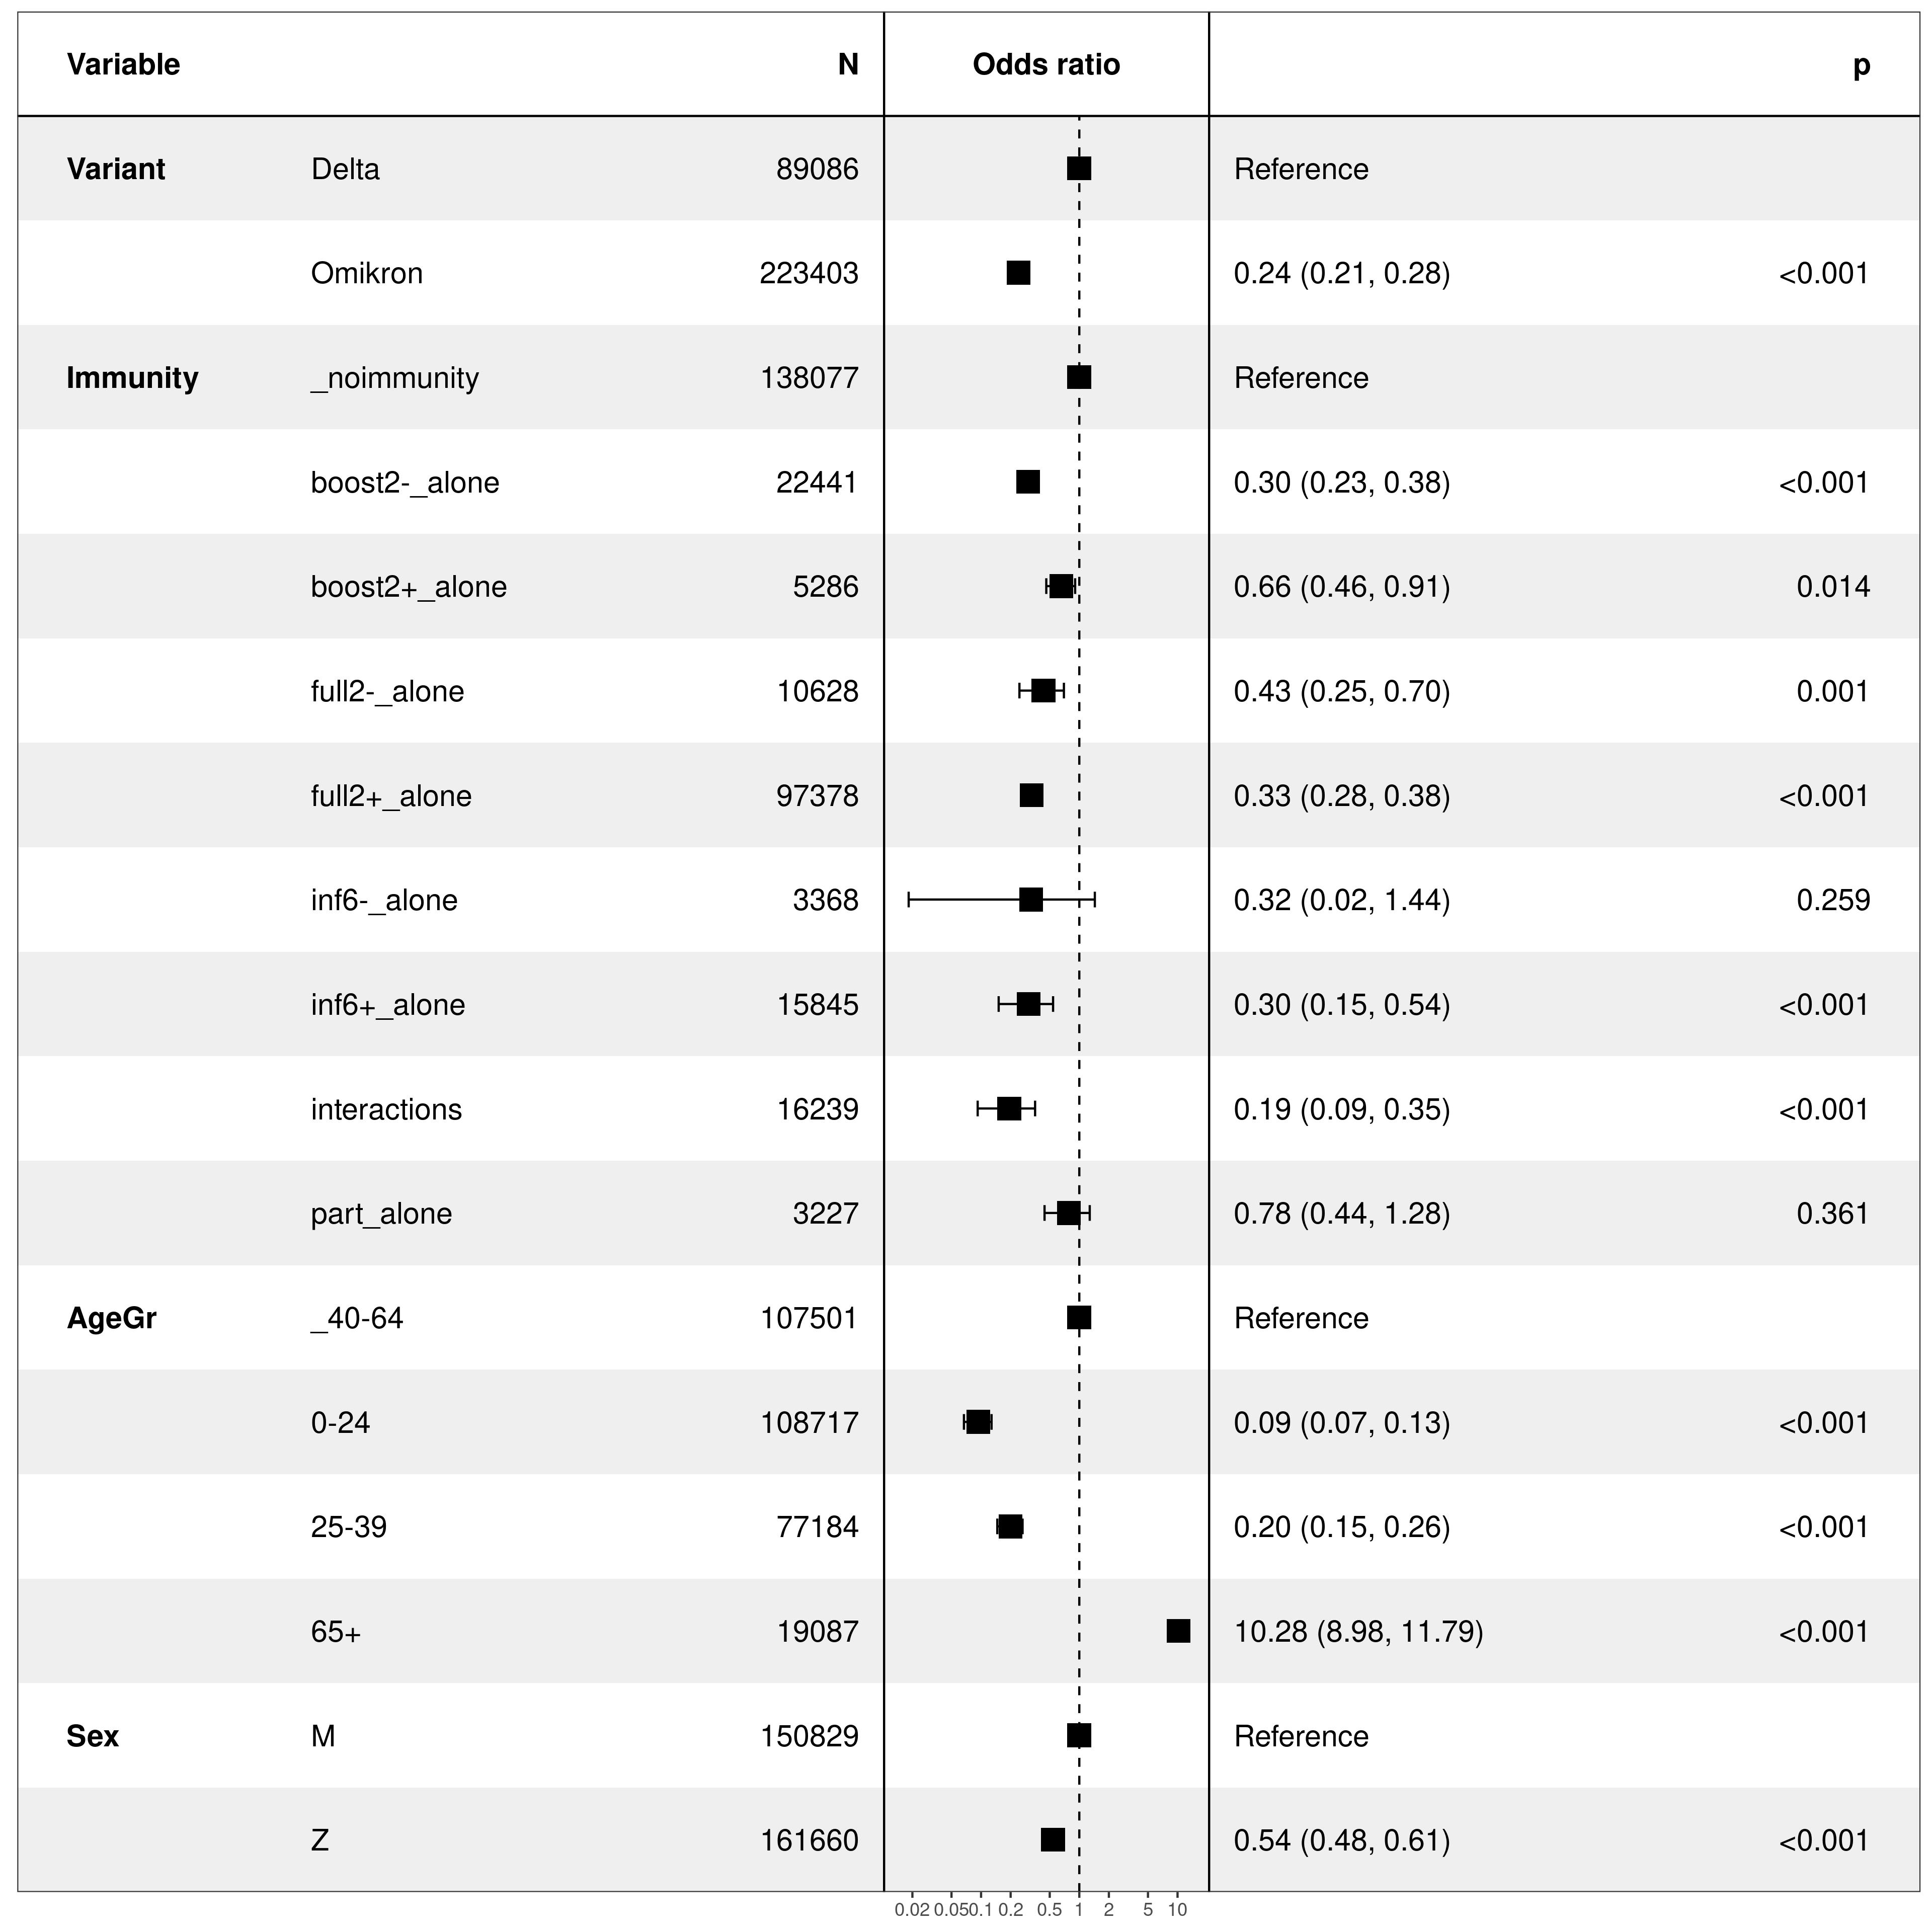 Variable N Odds ratio p
Variant Delta 89086 Reference
Omikron 223403 0.24 (0.21, 0.28) <0.001
Immunity _noimmunity 138077 Reference
boost2-_alone 22441 0.30 (0.23, 0.38) <0.001
boost2+_alone 5286 0.66 (0.46, 0.91) 0.014
full2-_alone 10628 0.43 (0.25, 0.70) 0.001
full2+_alone 97378 0.33 (0.28, 0.38) <0.001
inf6-_alone 3368 0.32 (0.02, 1.44) 0.259
inf6+_alone 15845 0.30 (0.15, 0.54) <0.001
interactions 16239 0.19 (0.09, 0.35) <0.001
part_alone 3227 0.78 (0.44, 1.28) 0.361
AgeGr _40-64 107501 Reference
0-24 108717 0.09 (0.07, 0.13) <0.001
25-39 77184 0.20 (0.15, 0.26) <0.001
65+ 19087 10.28 (8.98, 11.79) <0.001
Sex M 150829 Reference
Z 161660 0.54 (0.48, 0.61) <0.001
0.02 0.05 0.1 0.2 0.5 1 2 5 10